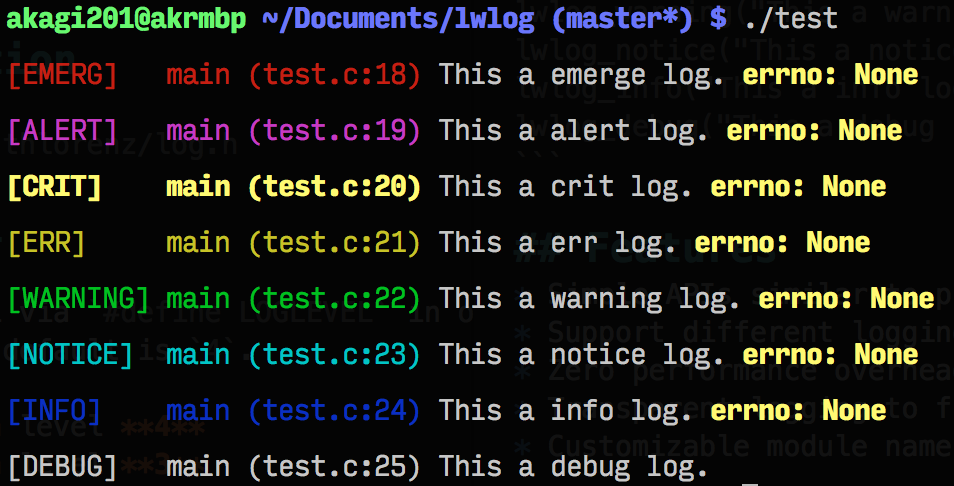 akagi201@akrmbp ~/Documents/lwlog (master*) $ ./test
[EMERG]   main (test.c:18) This a emerge log. errno: None
[ALERT]   main (test.c:19) This a alert log. errno: None
[CRIT]    main (test.c:20) This a crit log. errno: None
[ERR]     main (test.c:21) This a err log. errno: None
[WARNING] main (test.c:22) This a warning log. errno: None
[NOTICE]  main (test.c:23) This a notice log. errno: None
[INFO]    main (test.c:24) This a info log. errno: None
[DEBUG]   main (test.c:25) This a debug log.